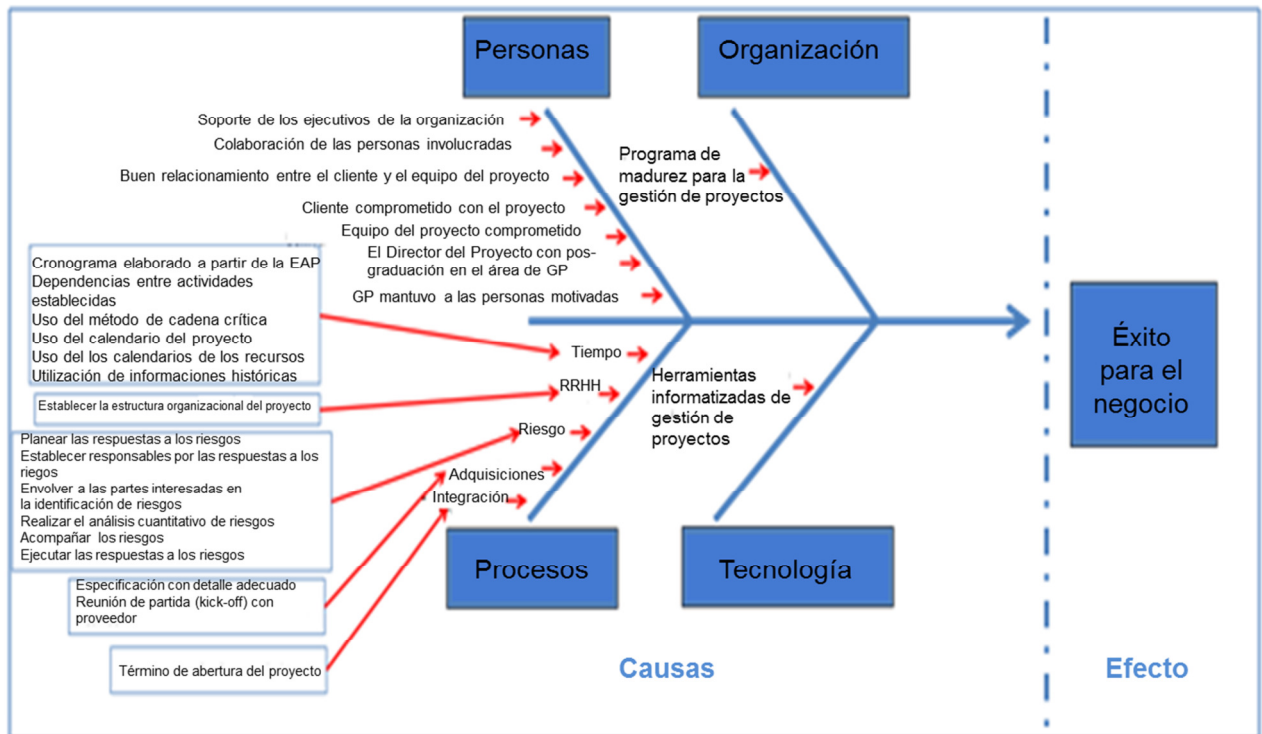 Personas
Organización
Soporte de los ejecutivos de la organización
Colaboración de las personas involucradas
Buen relacionamiento entre el cliente y el equipo del proyecto
Cliente comprometido con el proyecto
Equipo del proyecto comprometido
El Director del Proyecto con pos-
graduación en el área de GP
GP mantuvo a las personas motivadas
Programa de
madurez para la
gestión de proyectos
Cronograma elaborado a partir de la EAP
Dependencias entre actividades
establecidas
Uso del método de cadena crítica
Uso del calendario del proyecto
Uso del los calendarios de los recursos
Utilización de informaciones históricas
Establecer la estructura organizacional del proyecto
Planear las respuestas a los riesgos
Establecer responsables por las respuestas a los
riegos
Envolver a las partes interesadas en
la identificación de riesgos
Realizar el análisis cuantitativo de riesgos
Acompañar los riesgos
Ejecutar las respuestas a los riesgos
Especificación con detalle adecuado
Reunión de partida (kick-off) con
proveedor
Término de abertura del proyecto
Tiempo
RRHH
Riesgo
Adquisiciones
Integración
Herramientas
informatizadas de
gestión de
proyectos
Procesos
Tecnología
Éxito
para el
negocio
Causas
Efecto